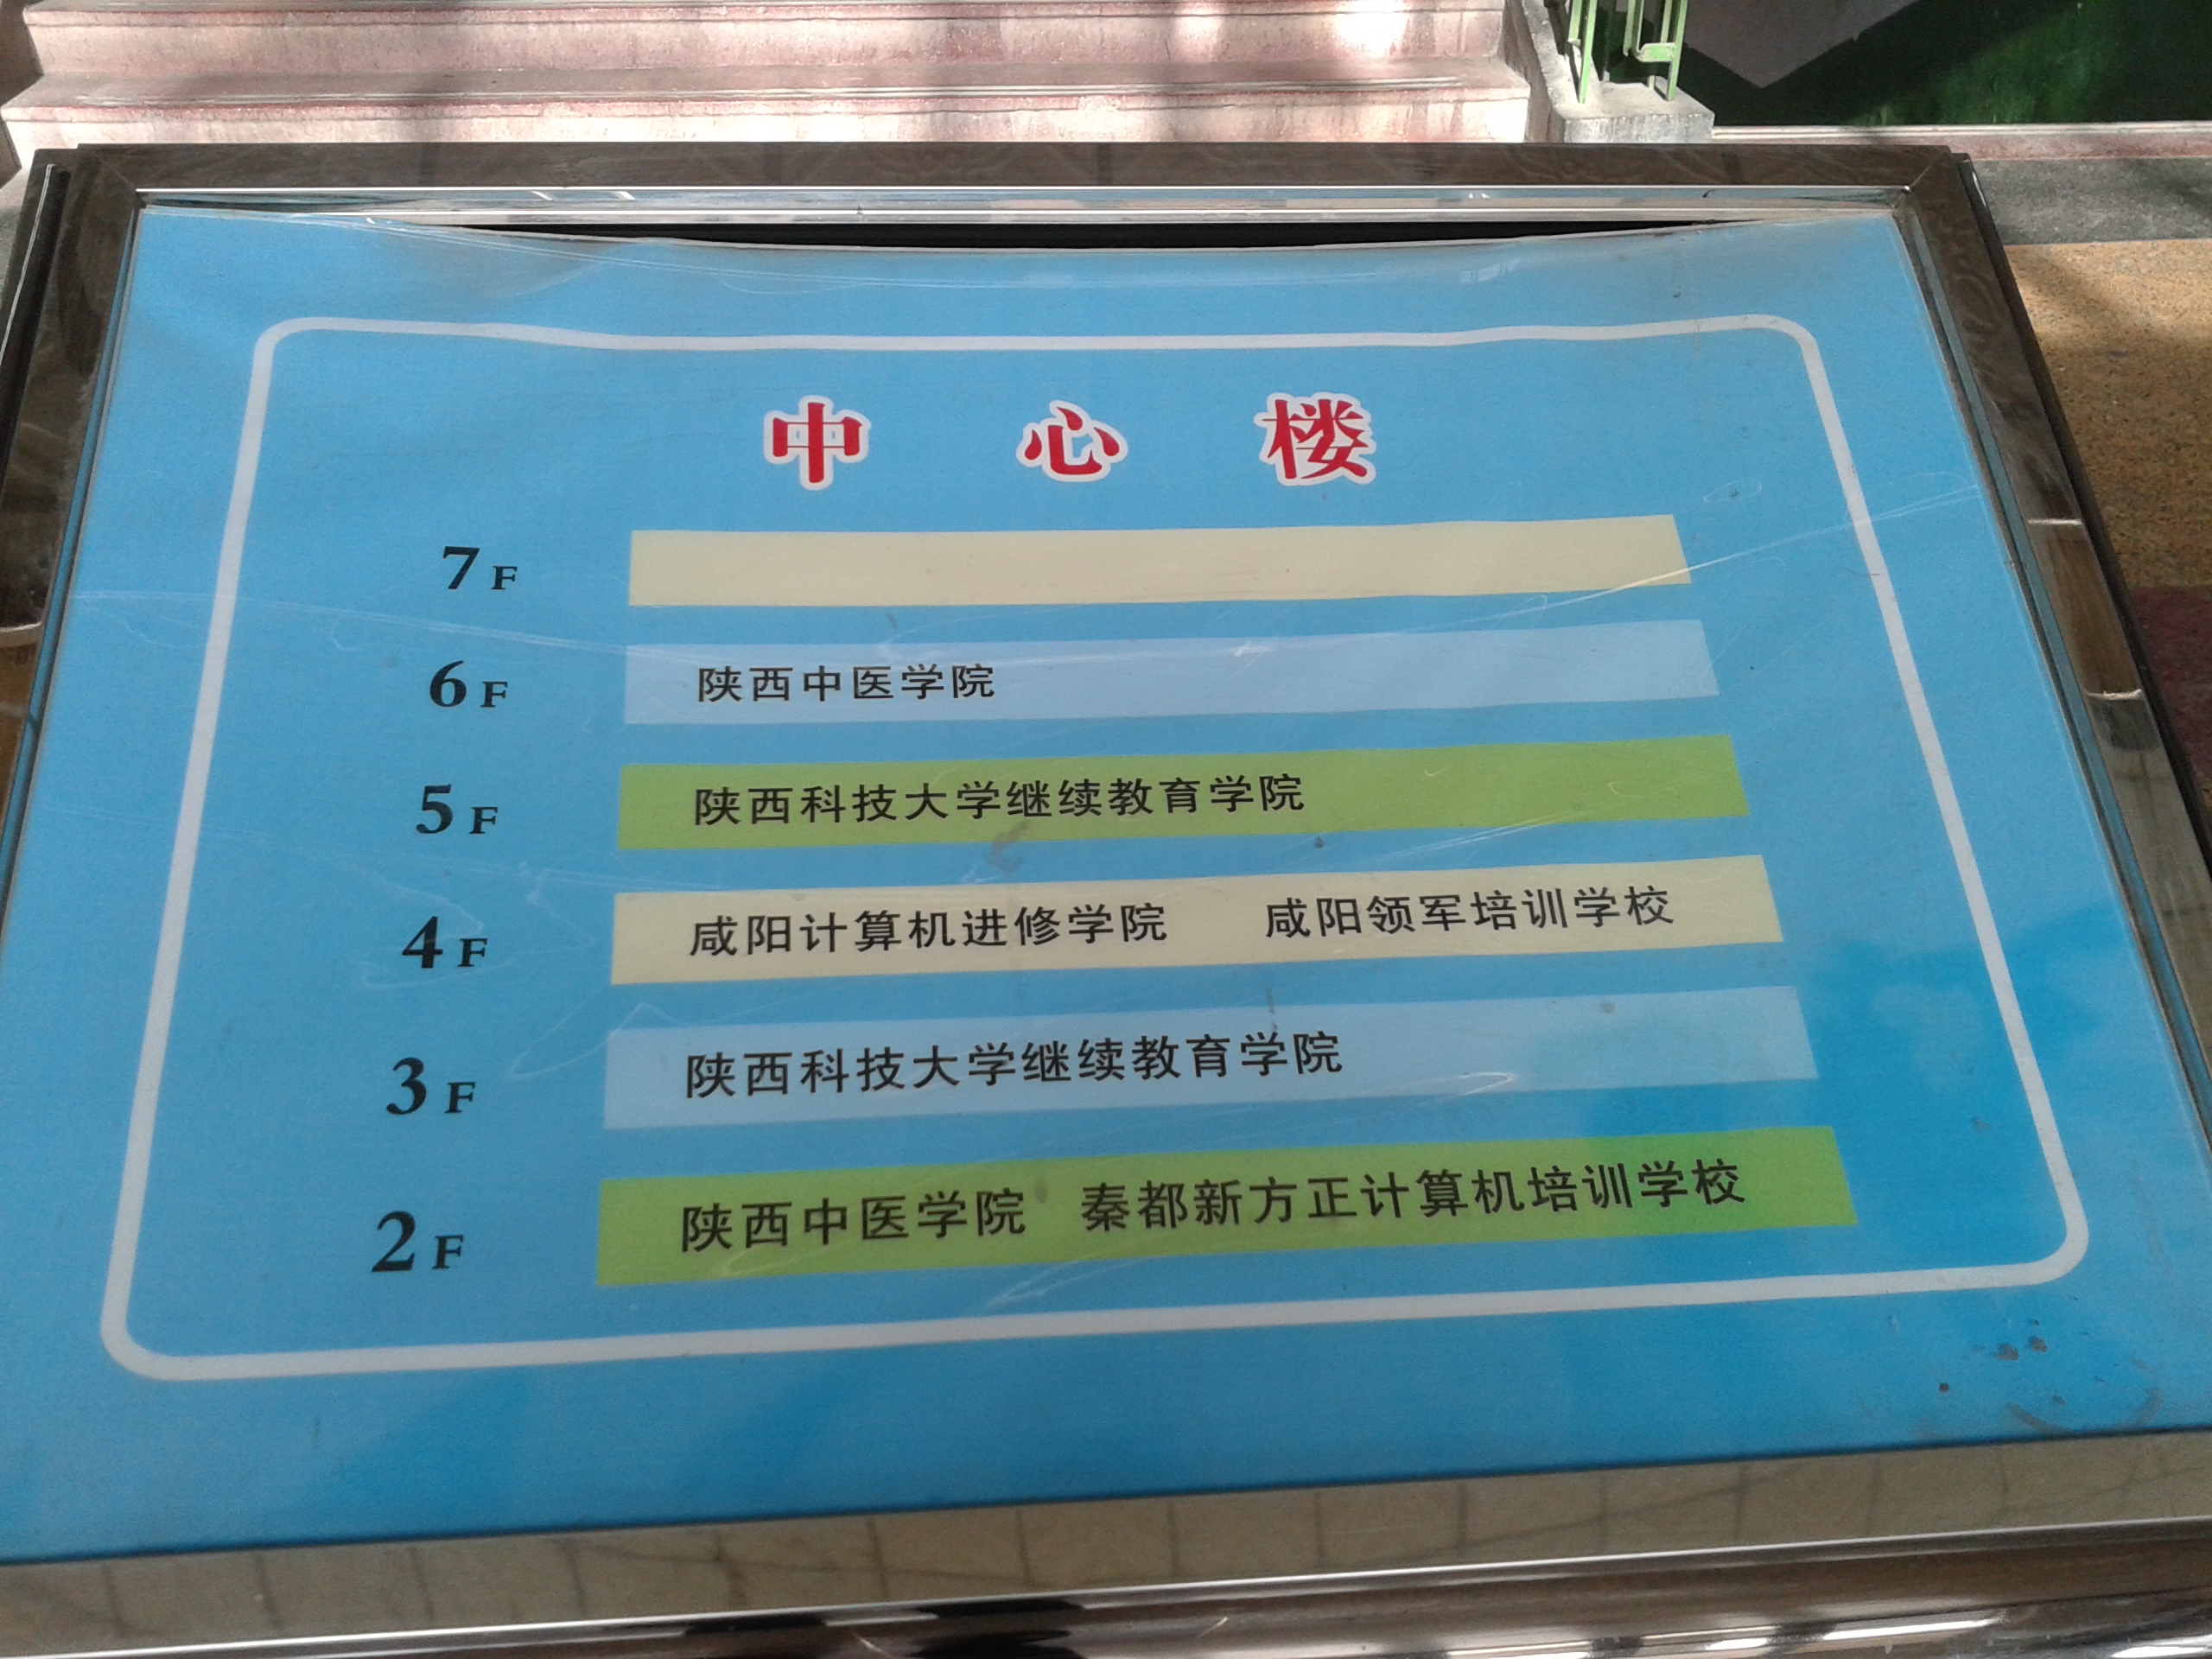 中心楼
7F
6F 陕西中医学院
5F 陕西科技大学继续教育学院
4F 咸阳计算机进修学院 咸阳领军培训学校
3F 陕西科技大学继续教育学院
2F 陕西中医学院 秦都新方正计算机培训学校